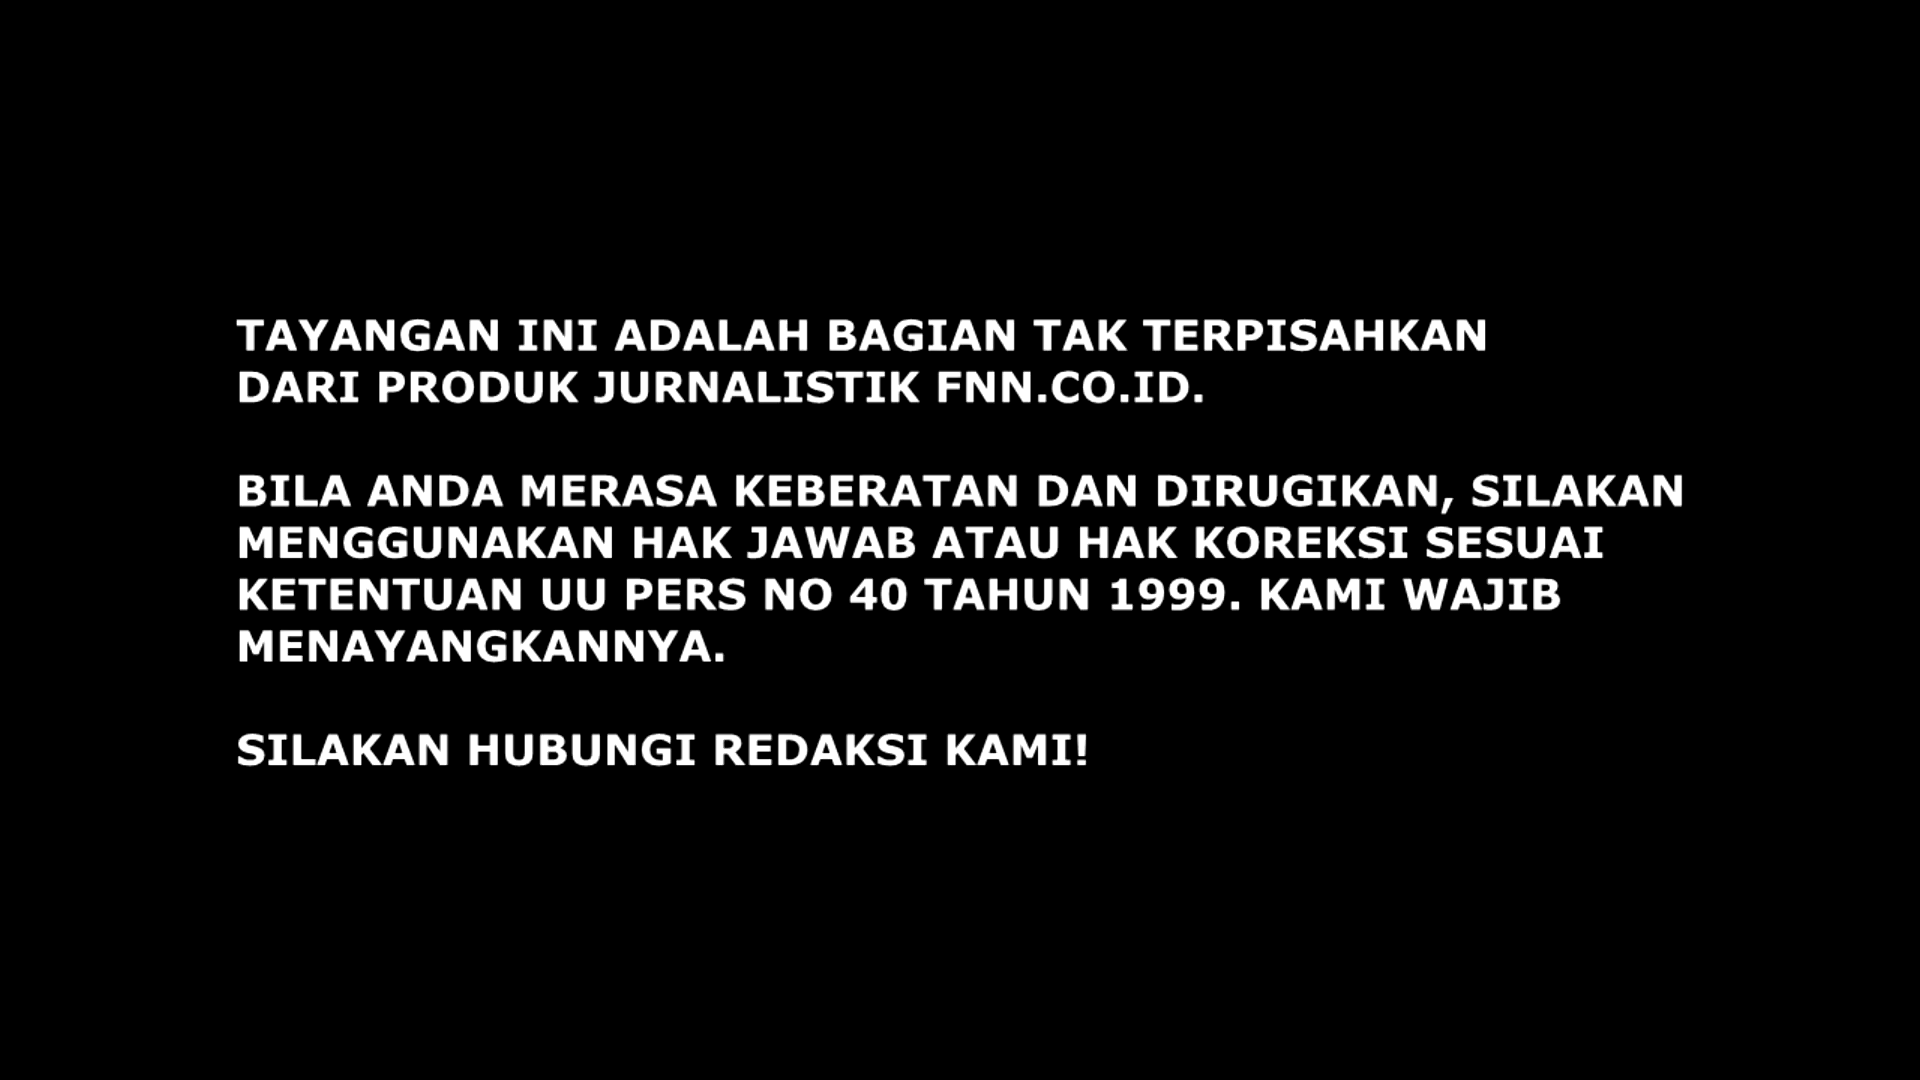 TAYANGAN INI ADALAH BAGIAN TAK TERPISAHKAN
DARI PRODUK JURNALISTIK FNN.CO.ID.
BILA ANDA MERASA KEBERATAN DAN DIRUGIKAN, SILAKAN
MENGGUNAKAN HAK JAWAB ATAU HAK KOREKSI SESUAI
KETENTUAN UU PERS NO 40 TAHUN 1999. KAMI WAJIB
MENAYANGKANNYA.
SILAKAN HUBUNGI REDAKSI KAMI!